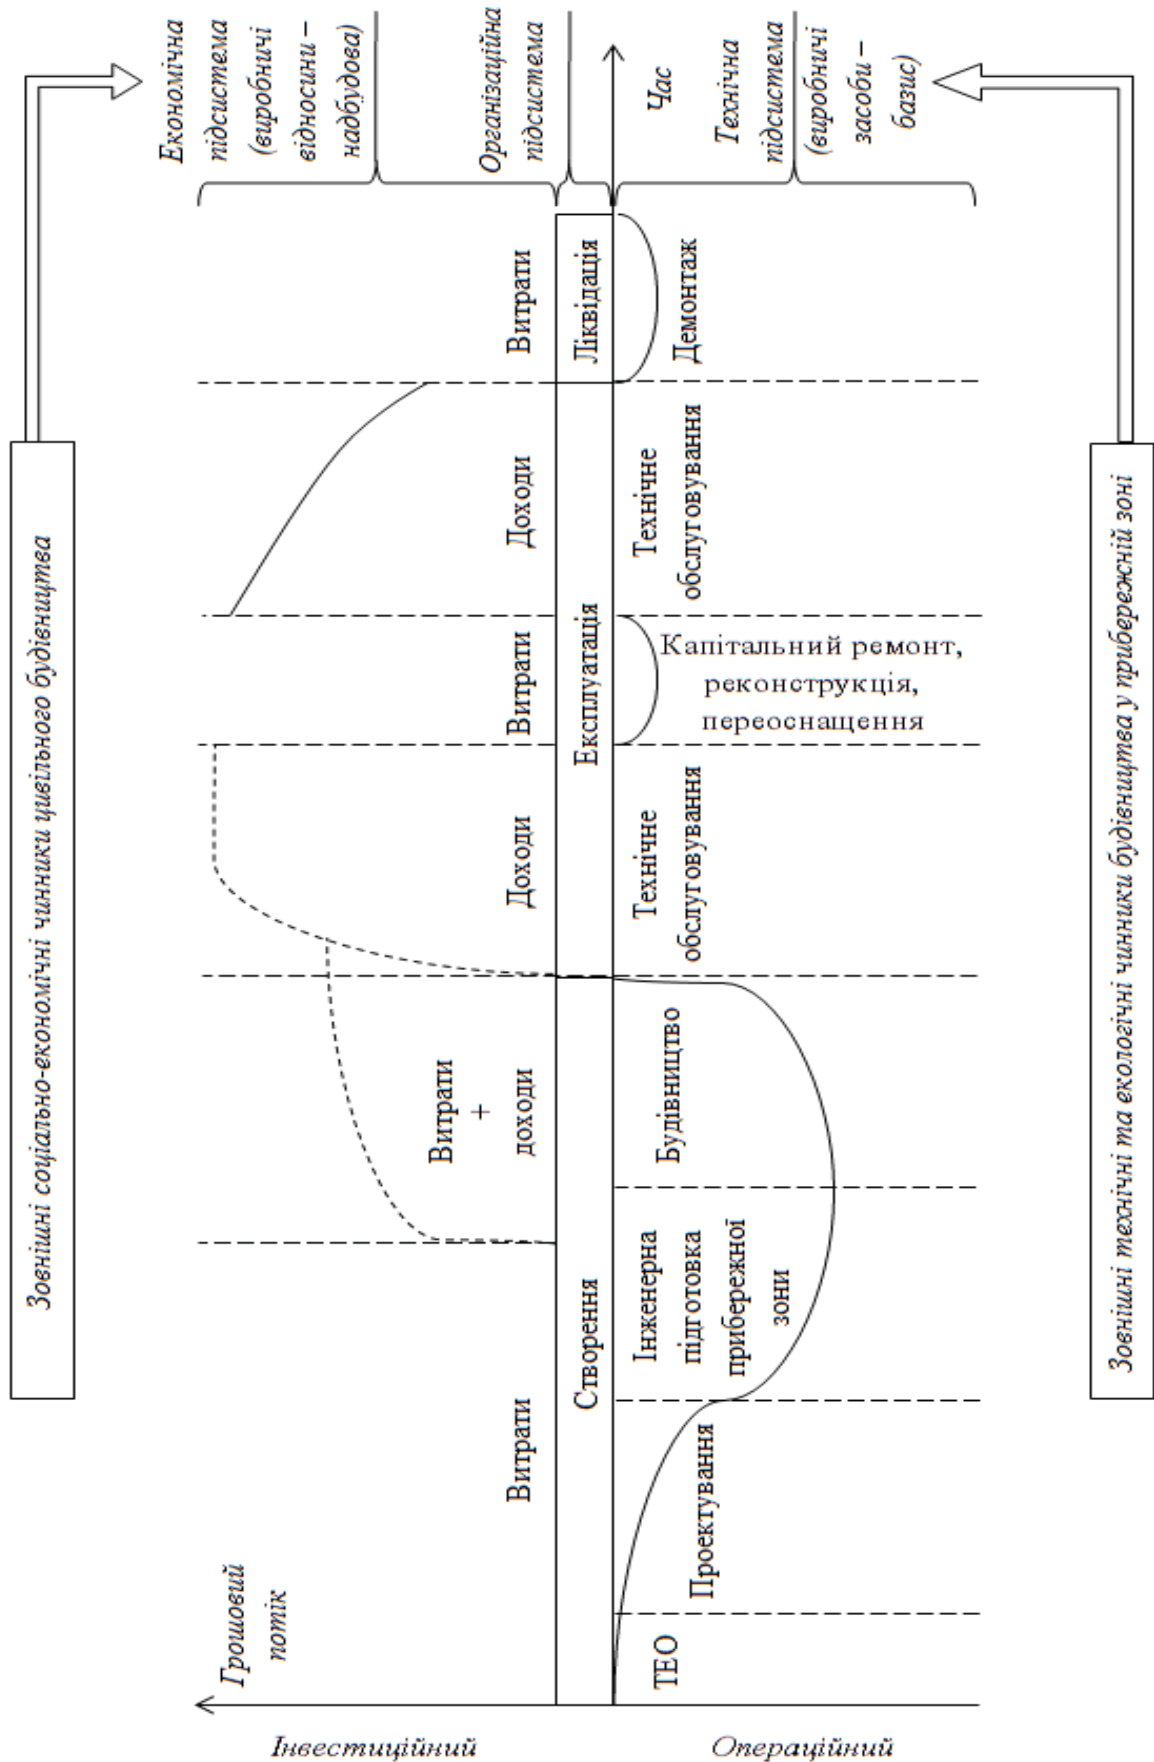 Зовнішні соціально-економічні чинники цивільного будівництва
Грошовий
потік
Економічна
підсистема
(виробничі
відносини –
надбудова)
Інвестиційний
Витрати
Витрати
+
доходи
Доходи
Витрати
Доходи
Витрати
Організаційна
підсистема
Створення
Експлуатація
Ліквідація
Час
Операційний
ТЕО
Проектування
Інженерна
підготовка
прибережної
зони
Будівництво
Технічне
обслуговування
Капітальний ремонт,
реконструкція,
переоснащення
Технічне
обслуговування
Демонтаж
Технічна
підсистема
(виробничі
засоби –
базис)
Зовнішні технічні та екологічні чинники будівництва у прибережній зоні